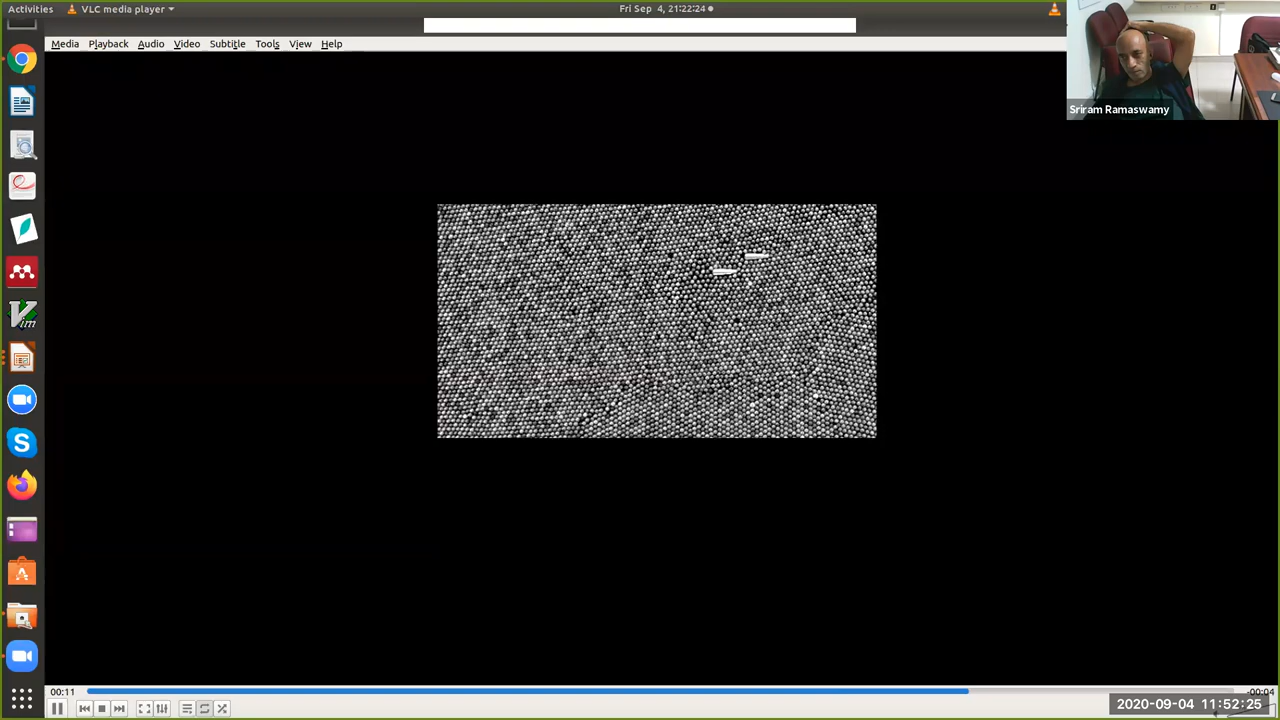 Activities VLC media player Fri Sep 4, 21:22:24
Media Playback Audio Video Subtitle Tools View Help
Sriram Ramaswamy
Vim
00:11 -00:04
2020-09-04 11:52:25